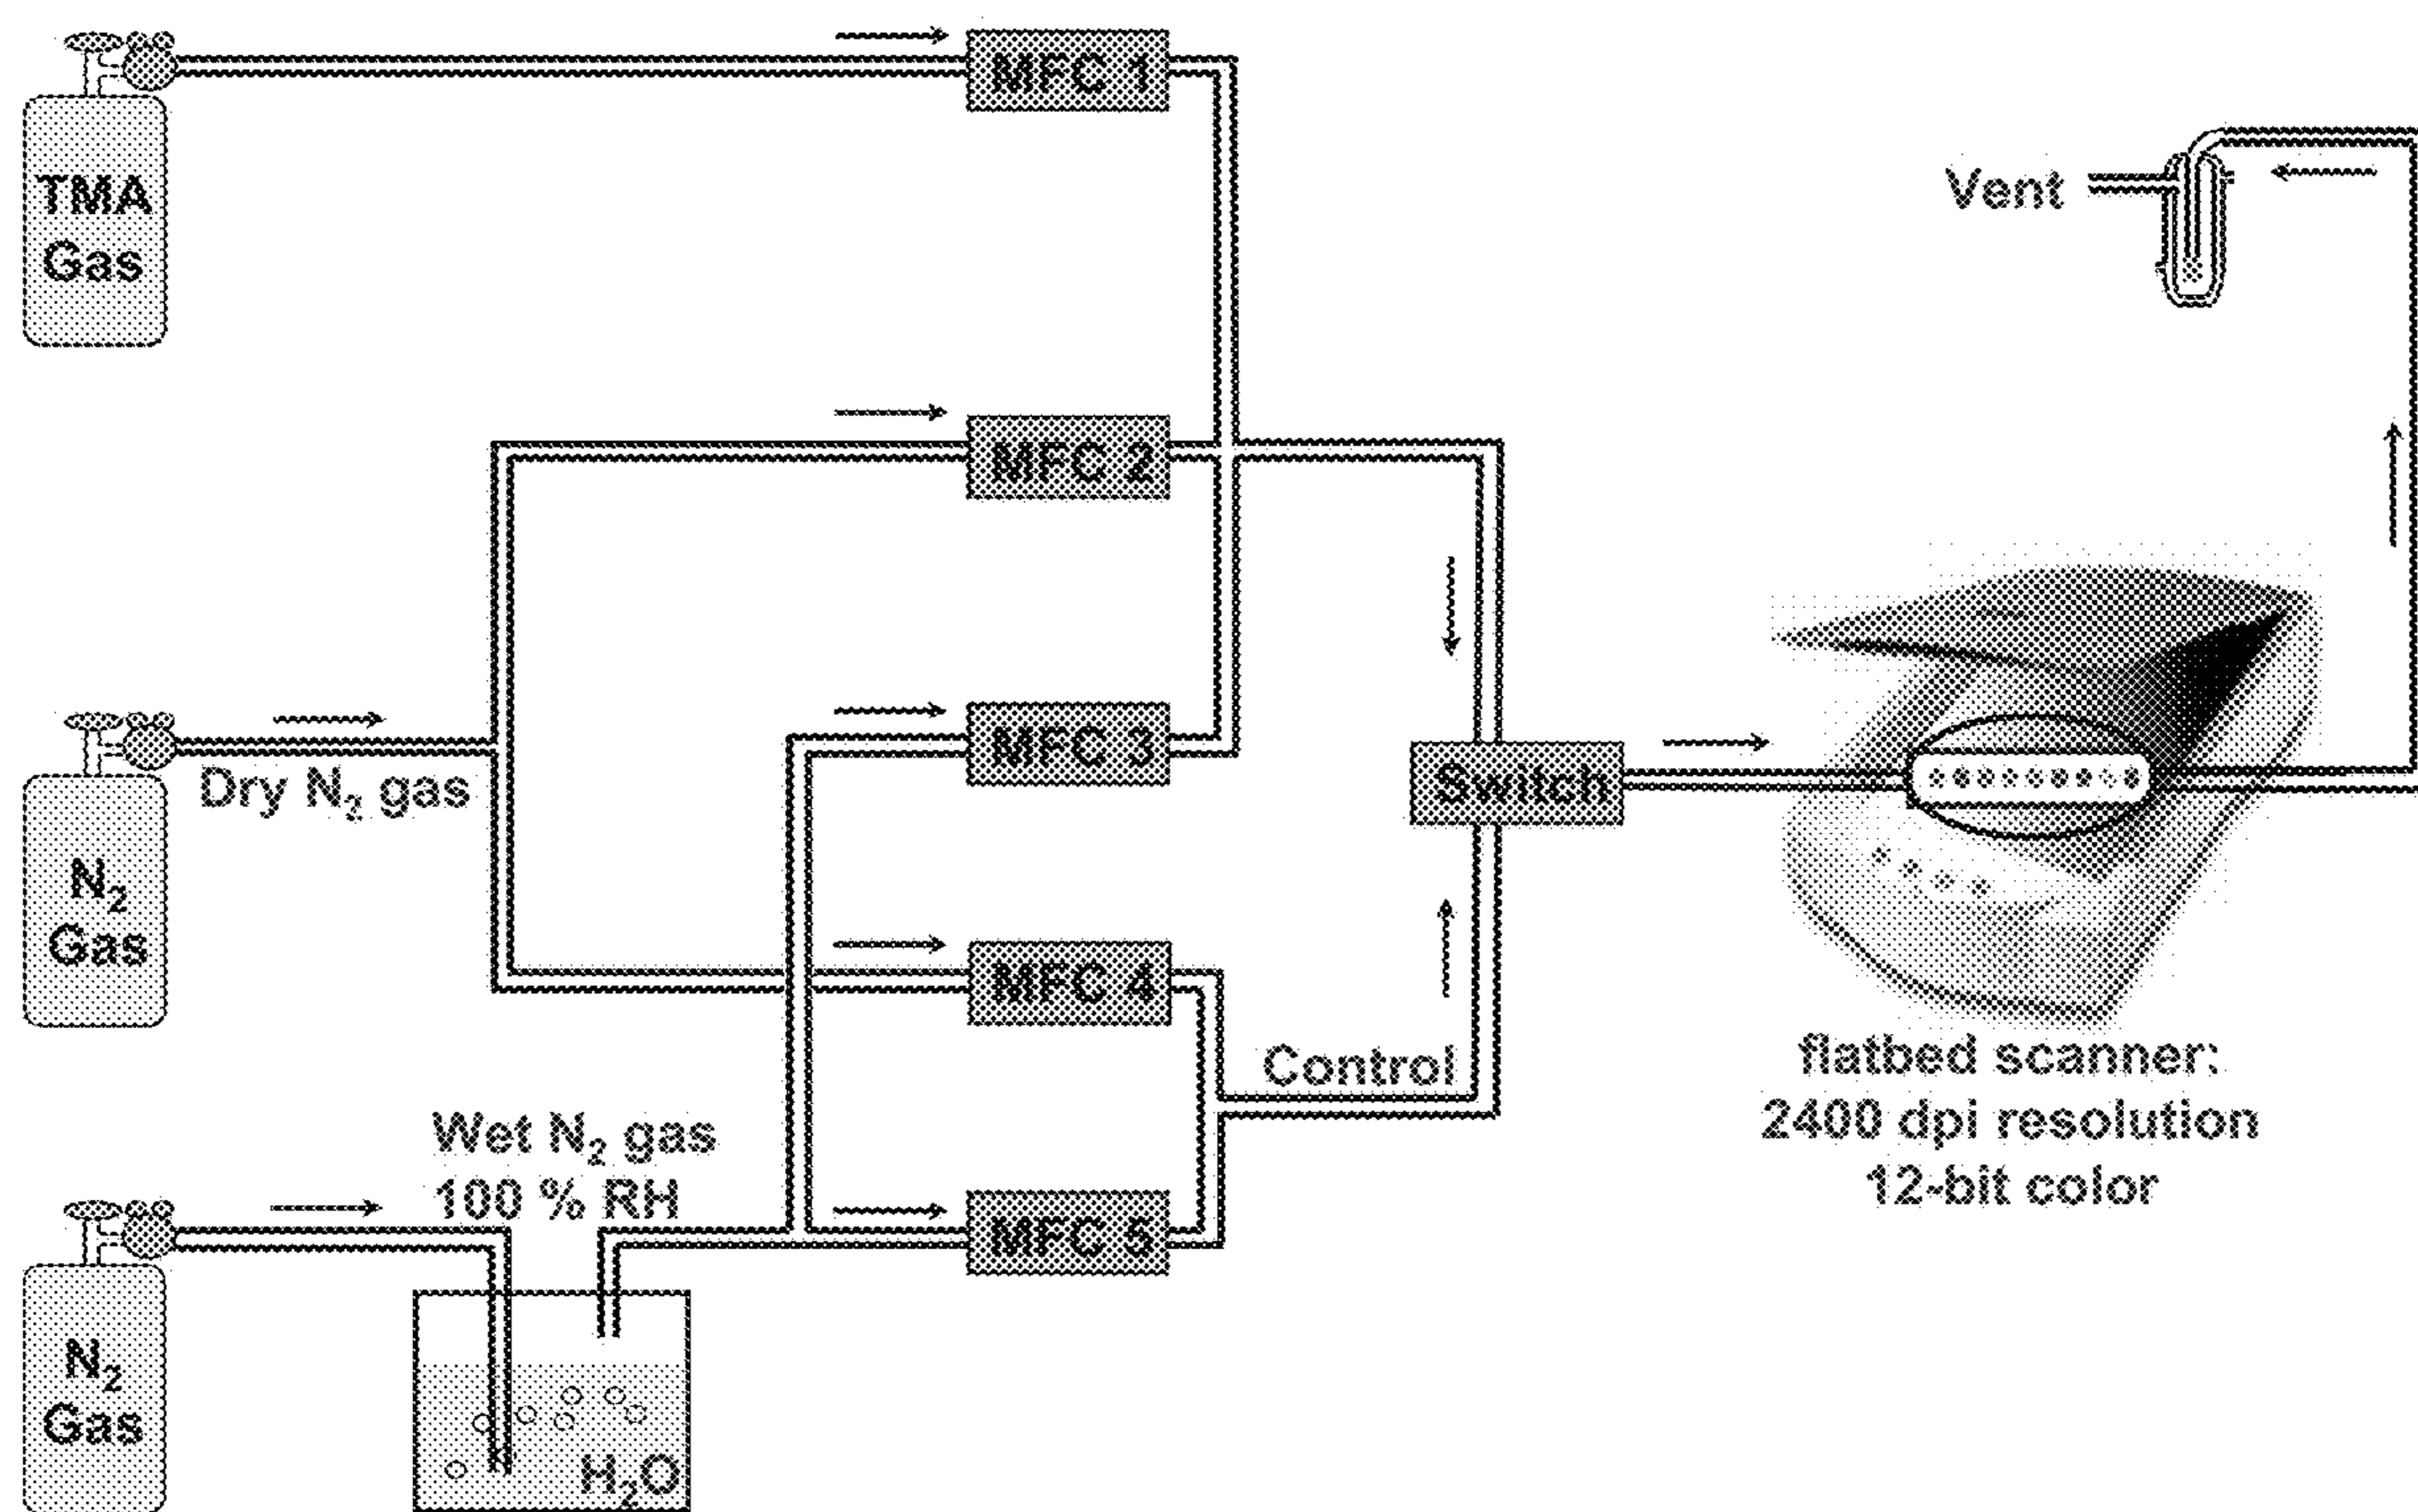 TMA
Gas
MFC 1
Vent
MFC 2
MFC 3
Dry N₂ gas
Switch
N₂
Gas
MFC 4
Control
flatbed scanner:
2400 dpi resolution
12-bit color
Wet N₂ gas
100 % RH
MFC 5
N₂
Gas
H₂O